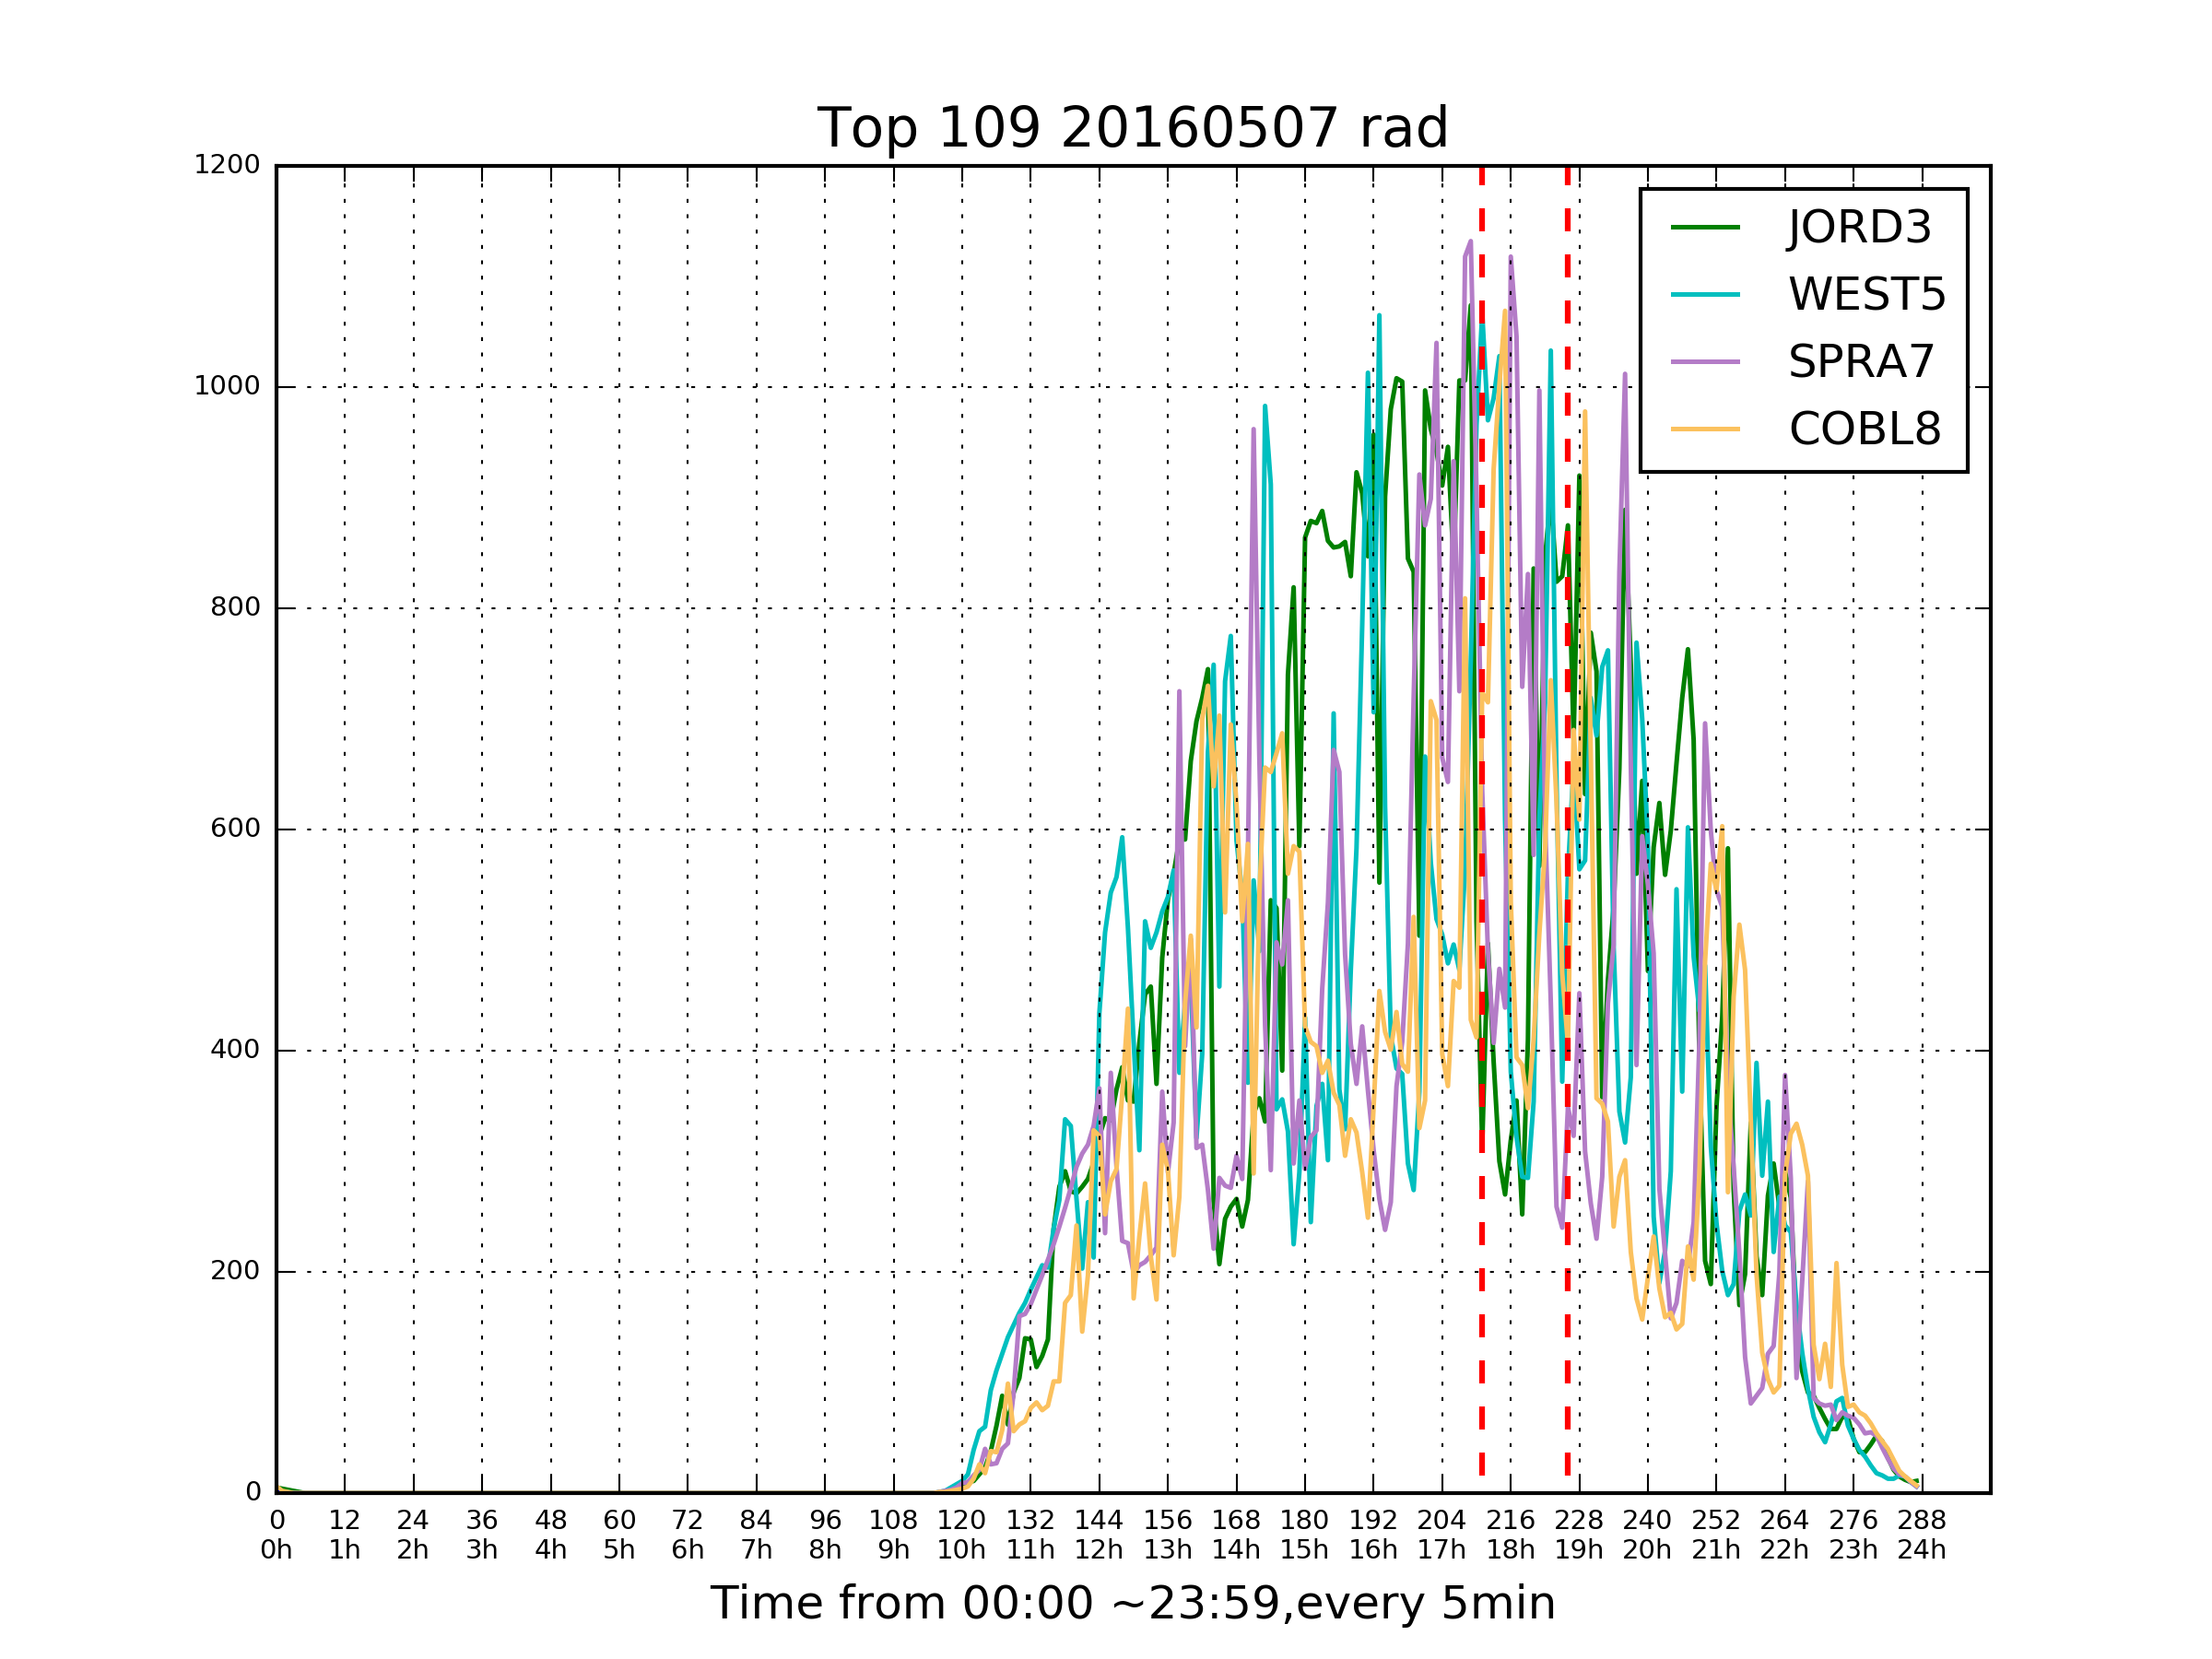 Top 109 20160507 rad
1200
1000
800
600
400
200
0
JORD3
WEST5
SPRA7
COBL8
0 12 24 36 48 60 72 84 96 108 120 132 144 156 168 180 192 204 216 228 240 252 264 276 288
0h 1h 2h 3h 4h 5h 6h 7h 8h 9h 10h 11h 12h 13h 14h 15h 16h 17h 18h 19h 20h 21h 22h 23h 24h
Time from 00:00 ~23:59,every 5min